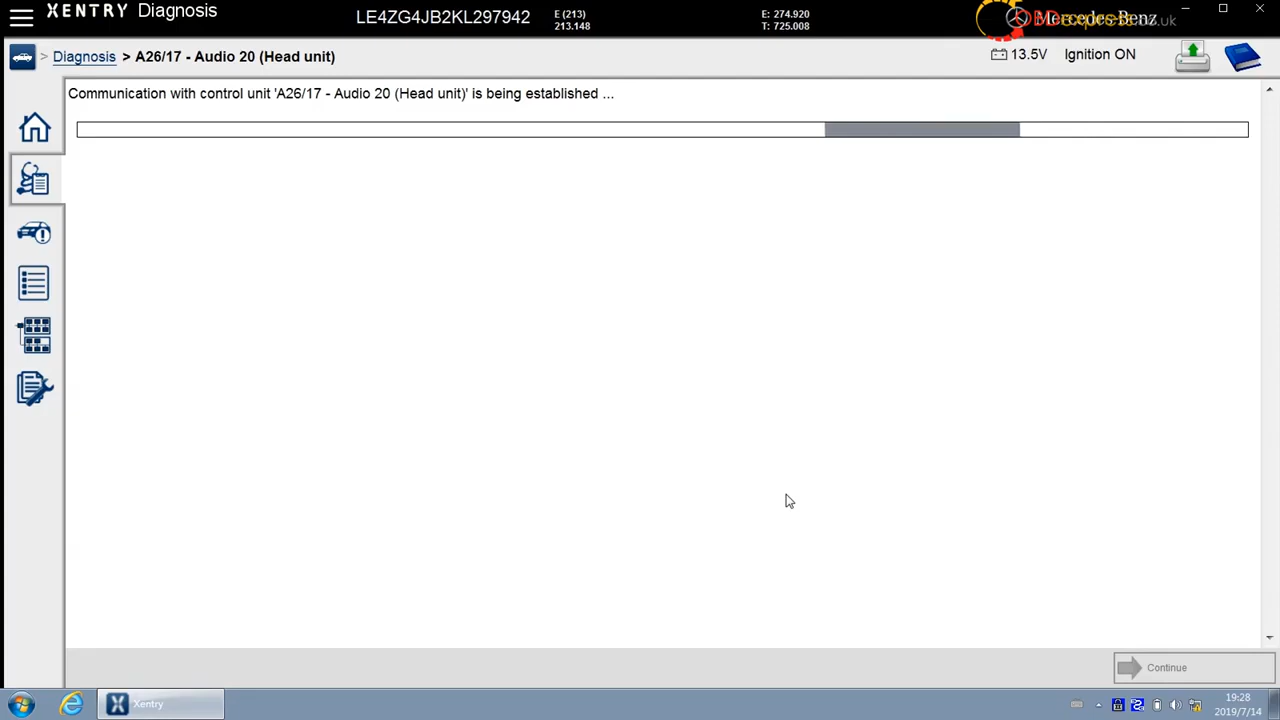 XENTRY Diagnosis
LE4ZG4JB2KL297942
E (213)
213.148
E: 274.920
T: 725.008
Mercedes-Benz
> Diagnosis > A26/17 - Audio 20 (Head unit)
13.5V
Ignition ON
Communication with control unit 'A26/17 - Audio 20 (Head unit)' is being established ...
Continue
Xentry
19:28
2019/7/14